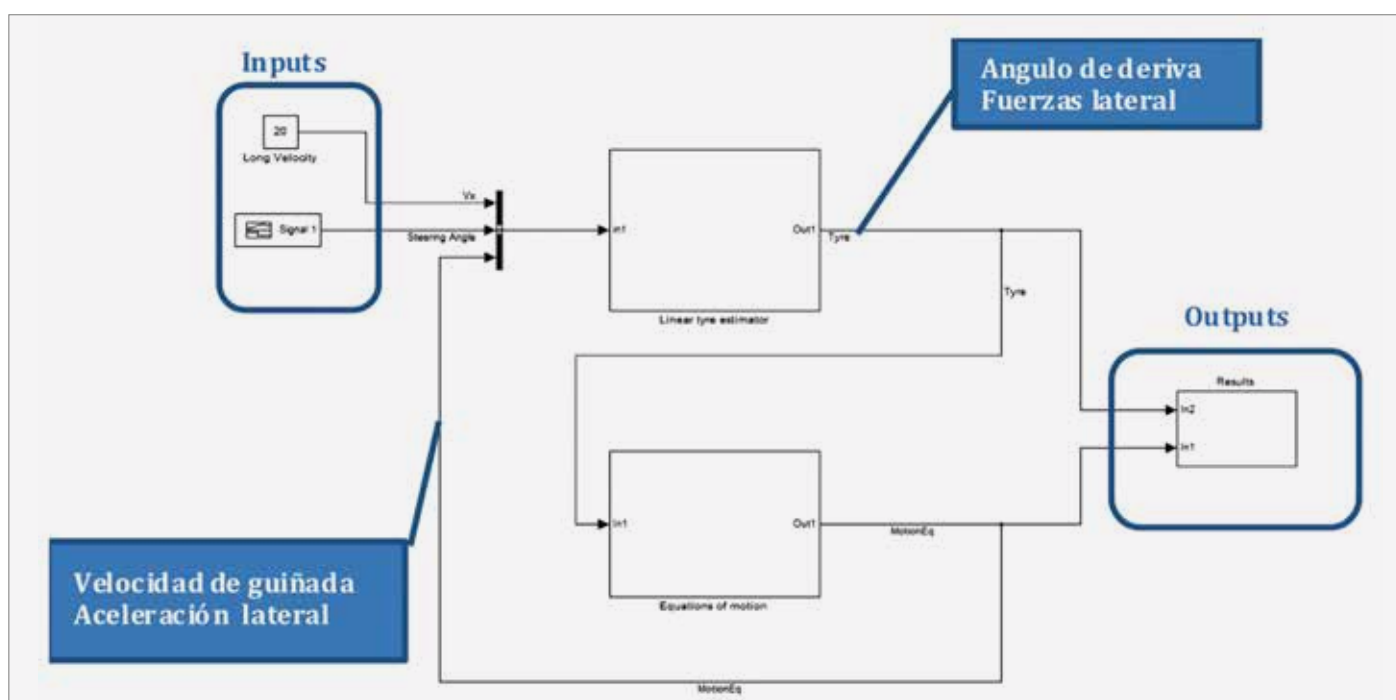 Inputs
20
Long Velocity
Signal 1
Vx
Steering Angle
In1
Out1
Tyre
Linear tyre estimator
Angulo de deriva
Fuerzas lateral
Tyre
Outputs
Results
In2
In1
In1
Out1
MotionEq
Equations of motion
Velocidad de guiñada
Aceleración lateral
MotionEq